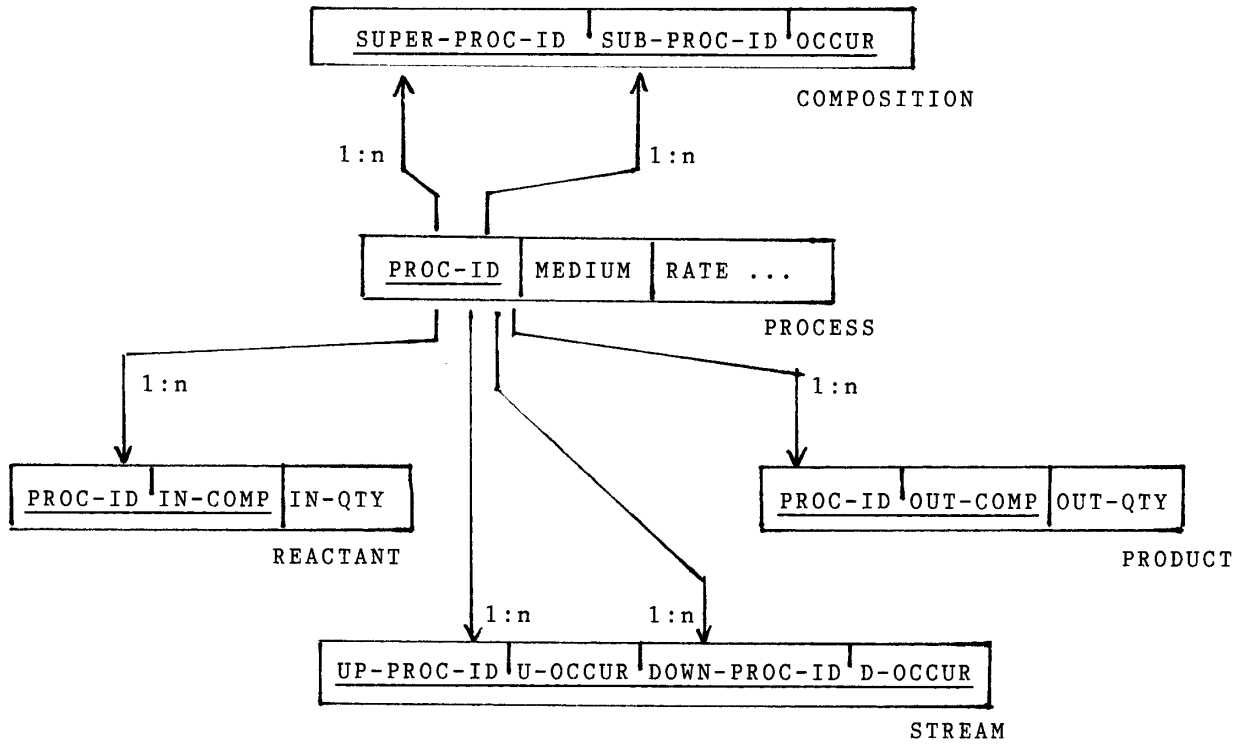 SUPER-PROC-ID SUB-PROC-ID OCCUR
COMPOSITION
1:n 1:n
PROC-ID MEDIUM RATE ...
PROCESS
1:n 1:n
PROC-ID IN-COMP IN-QTY
REACTANT
PROC-ID OUT-COMP OUT-QTY
PRODUCT
1:n 1:n
UP-PROC-ID U-OCCUR DOWN-PROC-ID D-OCCUR
STREAM